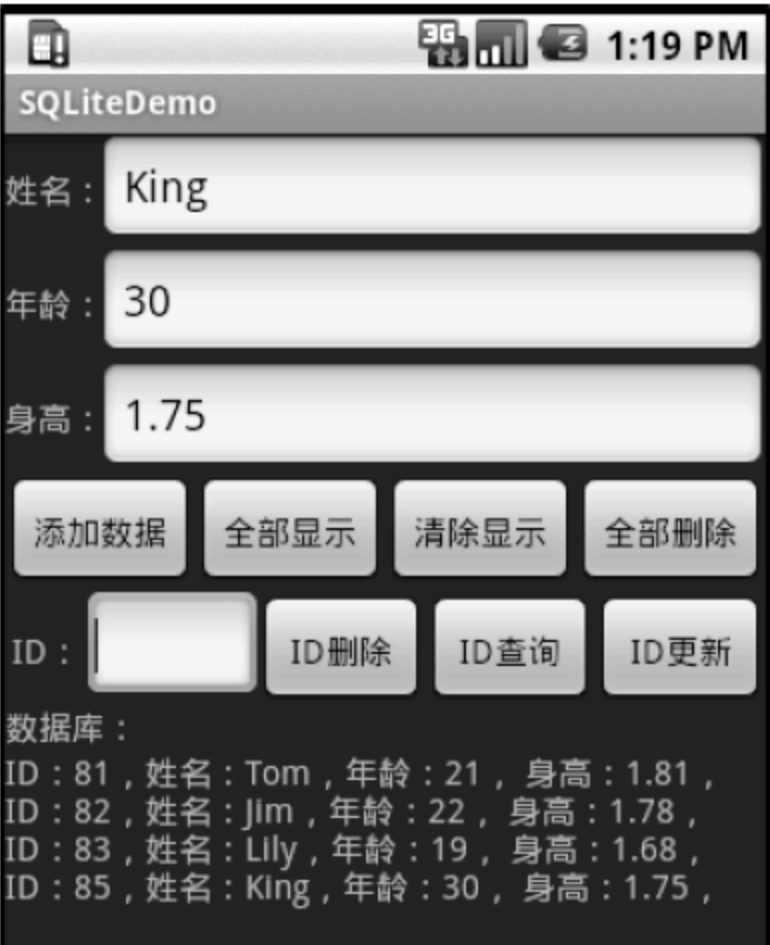 3G 1:19 PM
SQLiteDemo
姓名：King
年龄：30
身高：1.75
添加数据 全部显示 清除显示 全部删除
ID： ID删除 ID查询 ID更新
数据库：
ID：81，姓名：Tom，年龄：21， 身高：1.81，
ID：82，姓名：Jim，年龄：22， 身高：1.78，
ID：83，姓名：Lily，年龄：19， 身高：1.68，
ID：85，姓名：King，年龄：30， 身高：1.75，